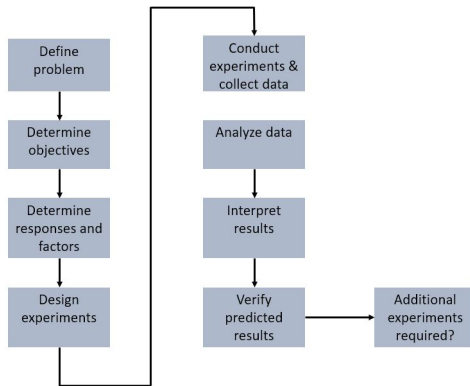 Define
problem
Determine
objectives
Determine
responses and
factors
Design
experiments
Conduct
experiments &
collect data
Analyze data
Interpret
results
Verify
predicted
results
Additional
experiments
required?